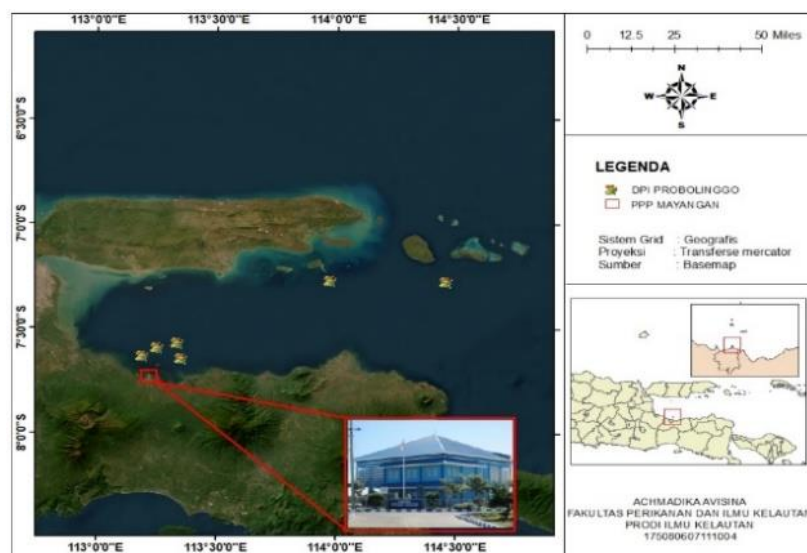 113°0'0"E 113°30'0"E 114°0'0"E 114°30'0"E
6°30'0"S
7°0'0"S
7°30'0"S
8°0'0"S
113°0'0"E 113°30'0"E 114°0'0"E 114°30'0"E
0 12.5 25 50 Miles
N
W E
S
LEGENDA
DPI PROBOLINGGO
PPP MAYANGAN
Sistem Grid : Geografis
Proyeksi : Transferse mercator
Sumber : Basemap
ACHMADIKA AVISINA
FAKULTAS PERIKANAN DAN ILMU KELAUTAN
PRODI ILMU KELAUTAN
175080607111004